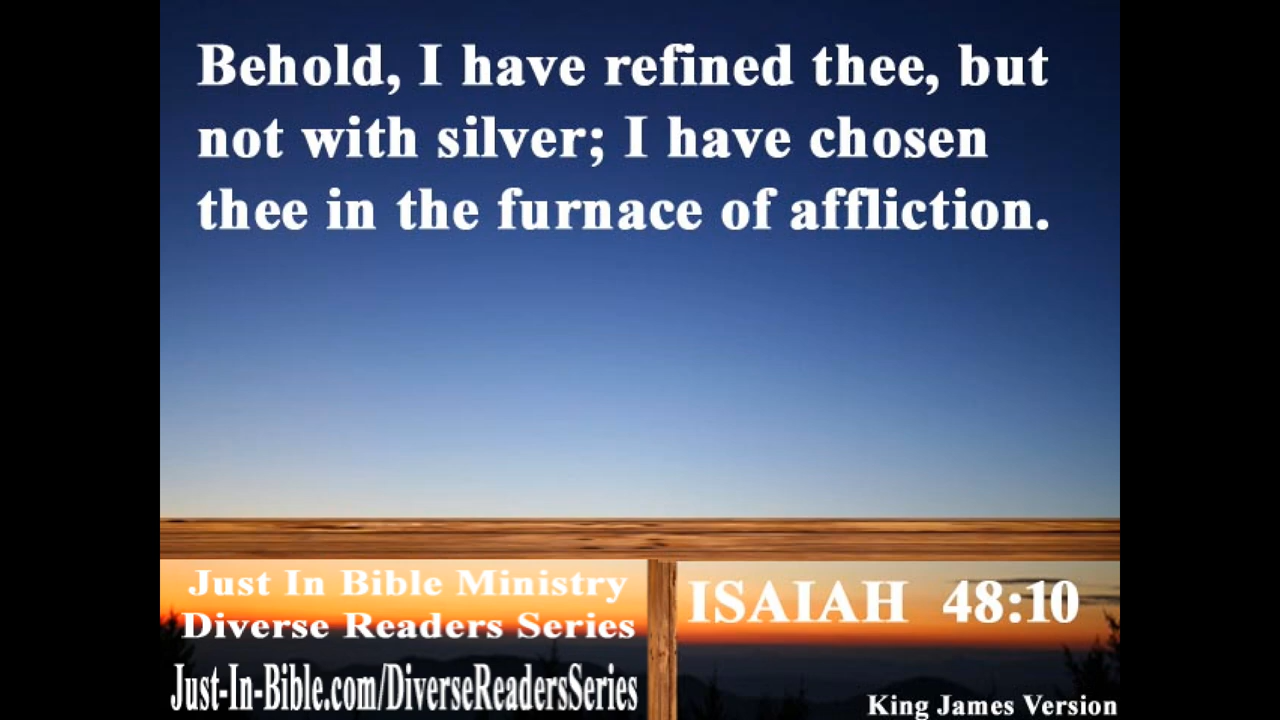 Behold, I have refined thee, but
not with silver; I have chosen
thee in the furnace of affliction.
Just In Bible Ministry
Diverse Readers Series
Just-In-Bible.com/DiverseReadersSeries
ISAIAH 48:10
King James Version